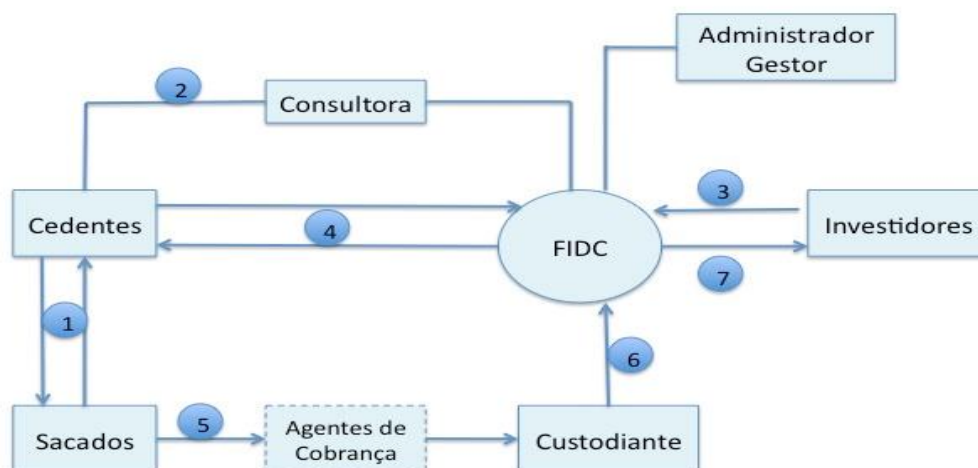 Administrador
Gestor
2
Consultora
3
Cedentes
4
FIDC
Investidores
7
1
6
5
Sacados
Agentes de
Cobrança
Custodiante